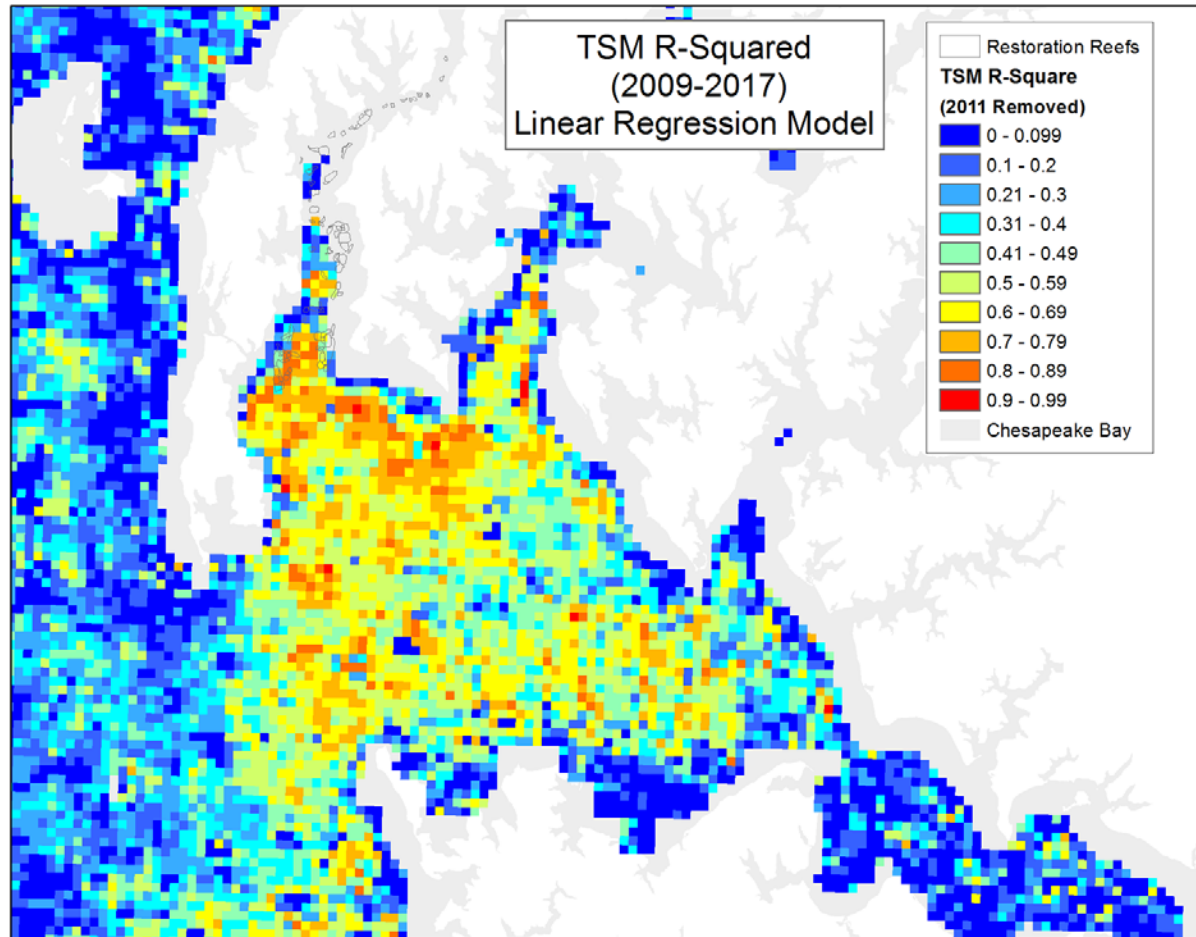 TSM R-Squared
(2009-2017)
Linear Regression Model
Restoration Reefs
TSM R-Square
(2011 Removed)
0 - 0.099
0.1 - 0.2
0.21 - 0.3
0.31 - 0.4
0.41 - 0.49
0.5 - 0.59
0.6 - 0.69
0.7 - 0.79
0.8 - 0.89
0.9 - 0.99
Chesapeake Bay